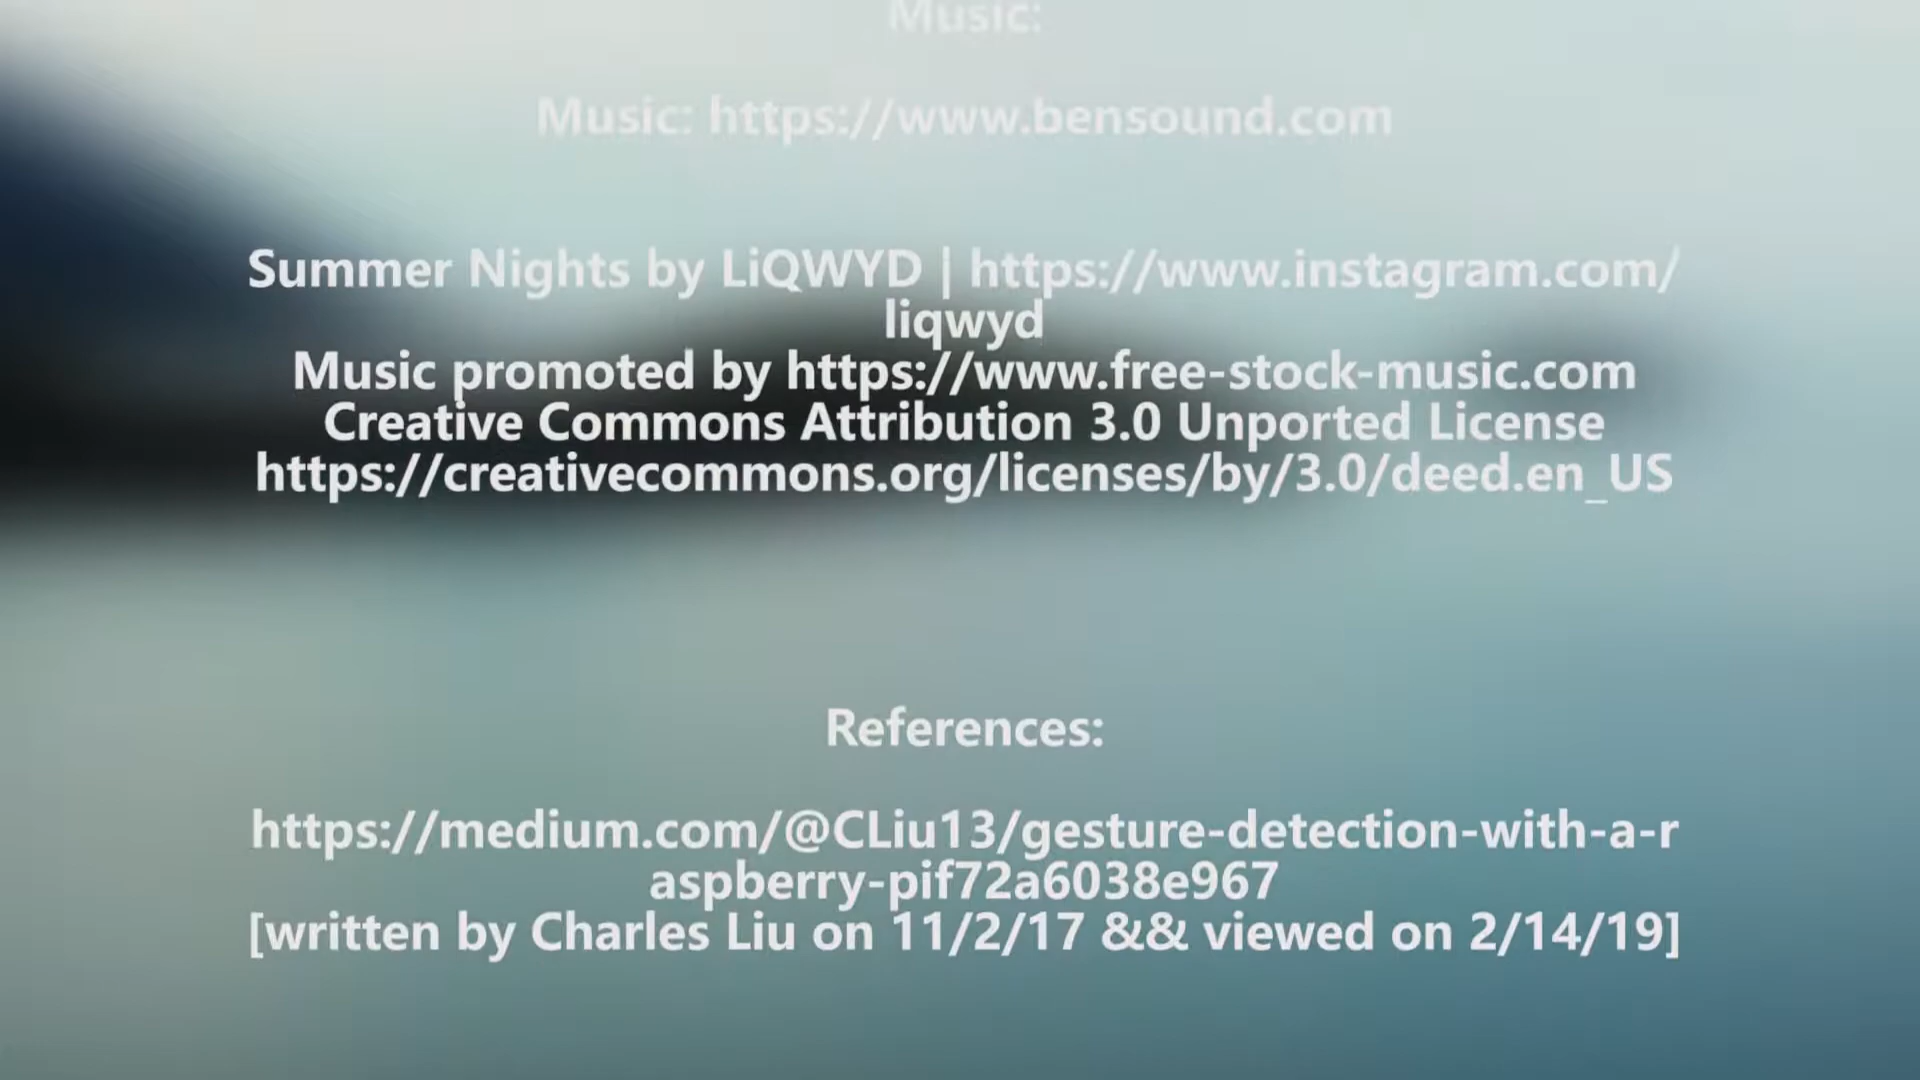 Music:
Music: https://www.bensound.com
Summer Nights by LiQWYD | https://www.instagram.com/
liqwyd
Music promoted by https://www.free-stock-music.com
Creative Commons Attribution 3.0 Unported License
https://creativecommons.org/licenses/by/3.0/deed.en_US
References:
https://medium.com/@CLiu13/gesture-detection-with-a-r
aspberry-pif72a6038e967
[written by Charles Liu on 11/2/17 && viewed on 2/14/19]